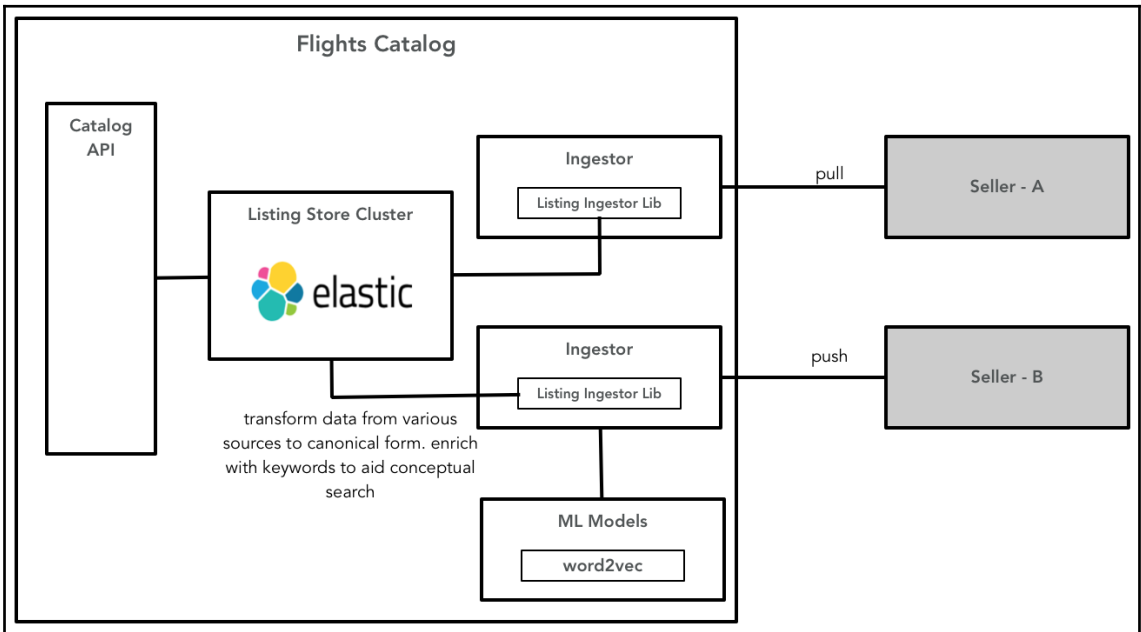 Flights Catalog
Catalog
API
Listing Store Cluster
elastic
Ingestor
Listing Ingestor Lib
pull
Seller - A
Ingestor
Listing Ingestor Lib
push
Seller - B
transform data from various
sources to canonical form. enrich
with keywords to aid conceptual
search
ML Models
word2vec